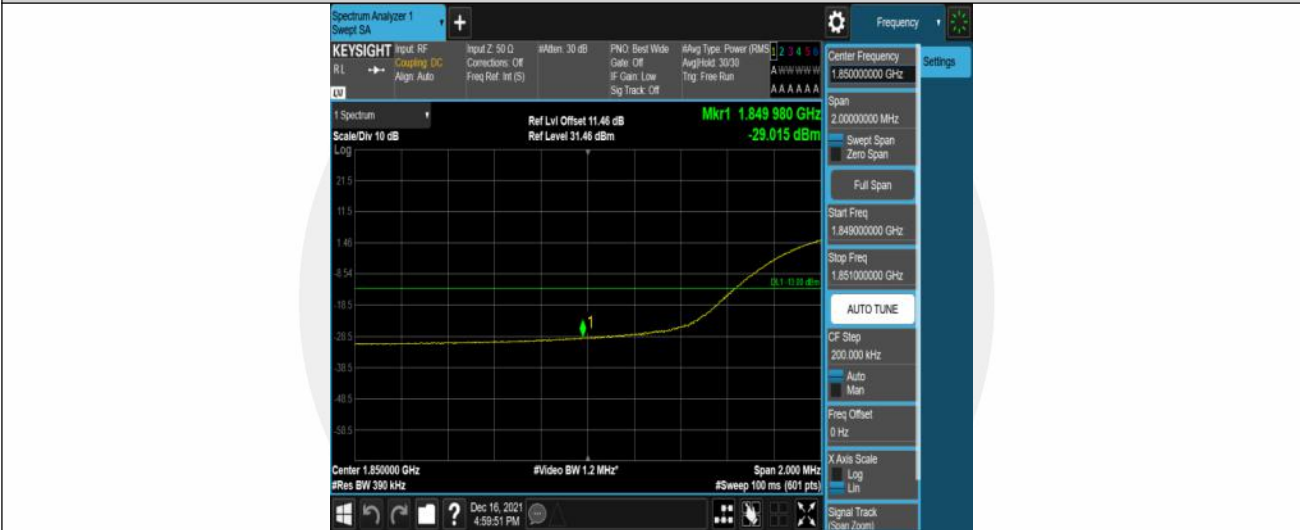 Spectrum Analyzer 1
Swept SA
+
Frequency
KEYSIGHT
Input: RF
Coupling: DC
Align: Auto
Input Z: 50 Ω
Corrections: Off
Freq Ref: Int (S)
#Atten: 30 dB
PNO: Best Wide
Gate: Off
IF Gain: Low
Sig Track: Off
#Avg Type: Power (RMS
Avg|Hold: 30/30
Trig: Free Run
1 2 3 4 5 6
A W W W W W
A A A A A A
RL
LV
1 Spectrum
Scale/Div 10 dB
Ref Lvl Offset 11.46 dB
Ref Level 31.46 dBm
Mkr1 1.849 980 GHz
-29.015 dBm
Log
21.5
11.5
1.46
-8.54
-18.5
-28.5
-38.5
-48.5
-58.5
DL1 -13.00 dBm
1
Center 1.850000 GHz
#Res BW 390 kHz
#Video BW 1.2 MHz*
Span 2.000 MHz
#Sweep 100 ms (601 pts)
?
Dec 16, 2021
4:59:51 PM
Center Frequency
1.850000000 GHz
Settings
Span
2.00000000 MHz
Swept Span
Zero Span
Full Span
Start Freq
1.849000000 GHz
Stop Freq
1.851000000 GHz
AUTO TUNE
CF Step
200.000 kHz
Auto
Man
Freq Offset
0 Hz
X Axis Scale
Log
Lin
Signal Track
(Span Zoom)